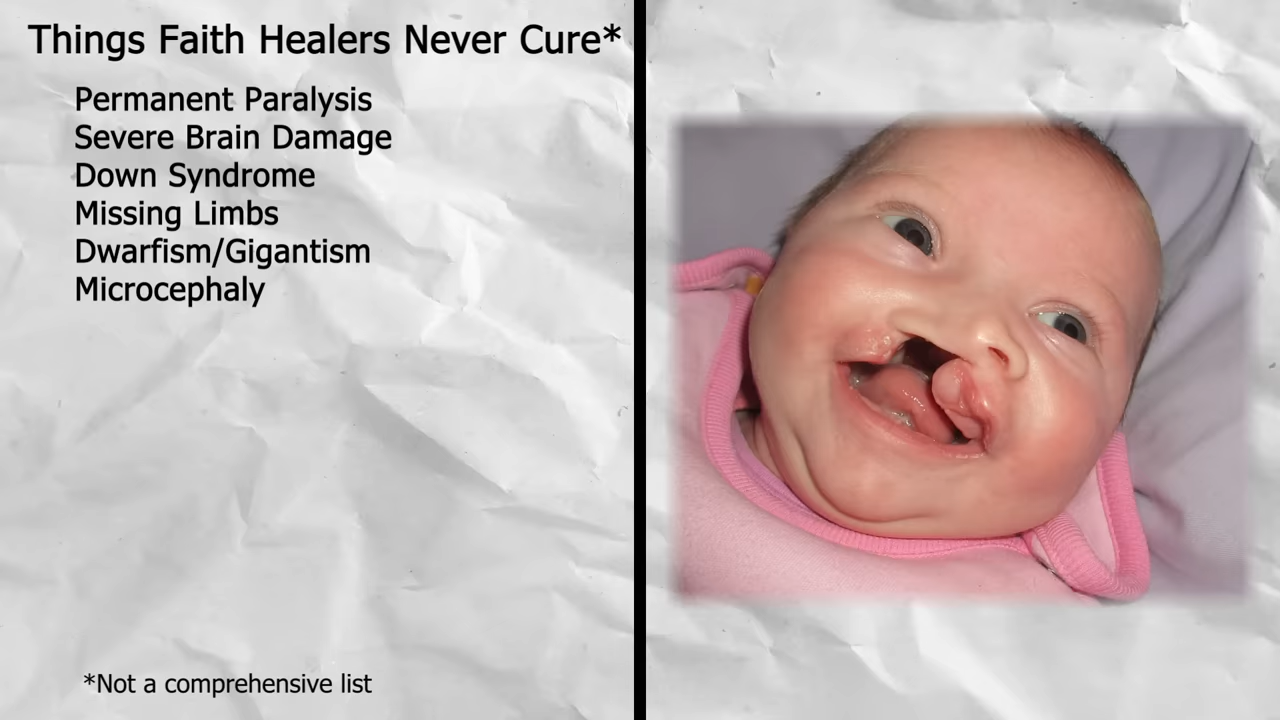 Things Faith Healers Never Cure*
Permanent Paralysis
Severe Brain Damage
Down Syndrome
Missing Limbs
Dwarfism/Gigantism
Microcephaly
*Not a comprehensive list